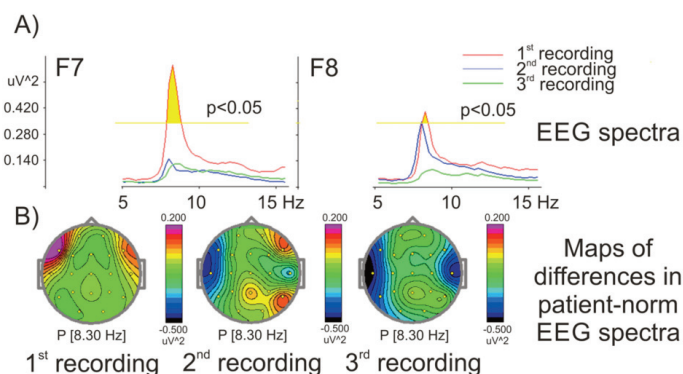 A)
F7
F8
1st recording
2nd recording
3rd recording
uV^2
0.420
0.280
0.140
p<0.05
p<0.05
EEG spectra
5 15 Hz
5 15 Hz
B)
0.200
0.200
0.200
-0.500
uV^2
-0.500
uV^2
-0.500
uV^2
P [8.30 Hz]
P [8.30 Hz]
P [8.30 Hz]
1st recording
2nd recording
3rd recording
Maps of
differences in
patient-norm
EEG spectra